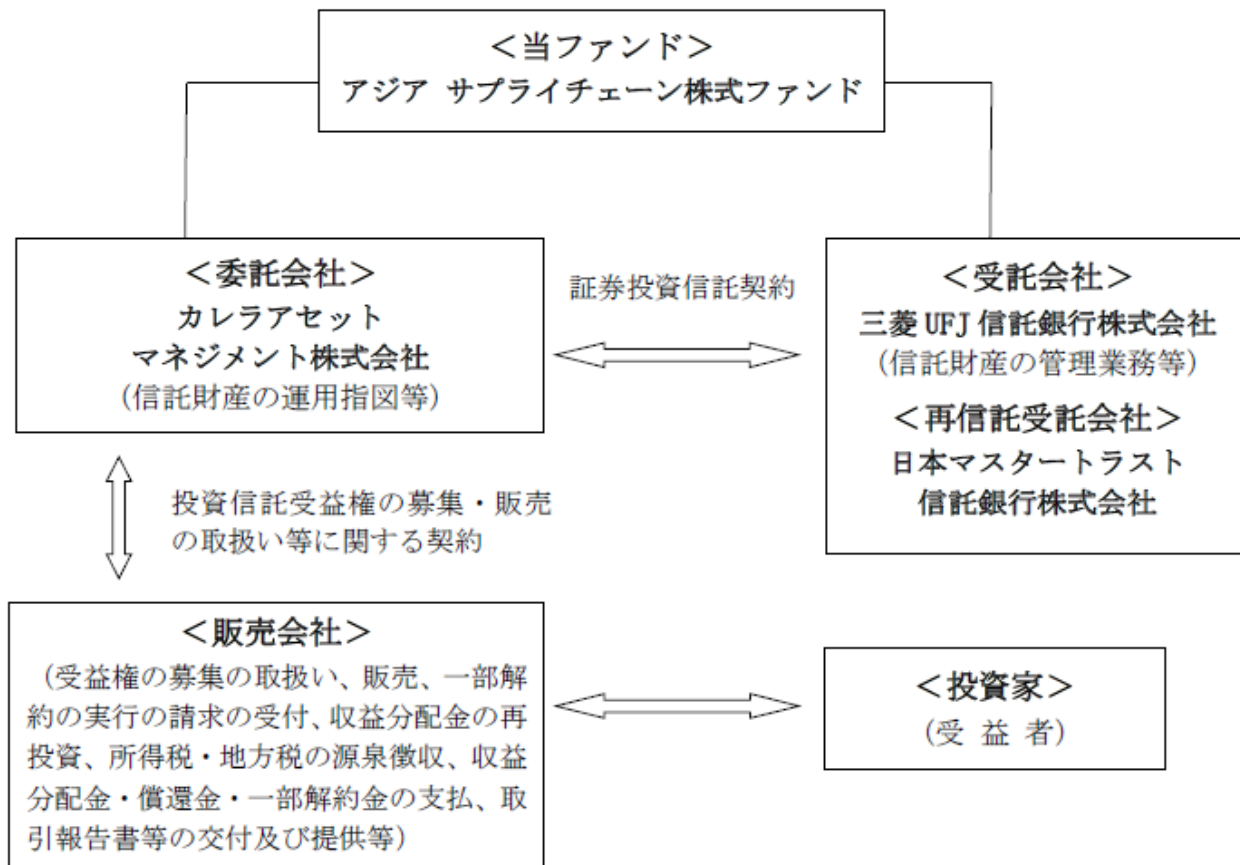 ＜当ファンド＞
アジア サプライチェーン株式ファンド
＜委託会社＞
カレラアセット
マネジメント株式会社
（信託財産の運用指図等）
証券投資信託契約
＜受託会社＞
三菱 UFJ 信託銀行株式会社
（信託財産の管理業務等）
＜再信託受託会社＞
日本マスタートラスト
信託銀行株式会社
投資信託受益権の募集・販売
の取扱い等に関する契約
＜販売会社＞
（受益権の募集の取扱い、販売、一部解
約の実行の請求の受付、収益分配金の再
投資、所得税・地方税の源泉徴収、収益
分配金・償還金・一部解約金の支払、取
引報告書等の交付及び提供等）
＜投資家＞
（受 益 者）